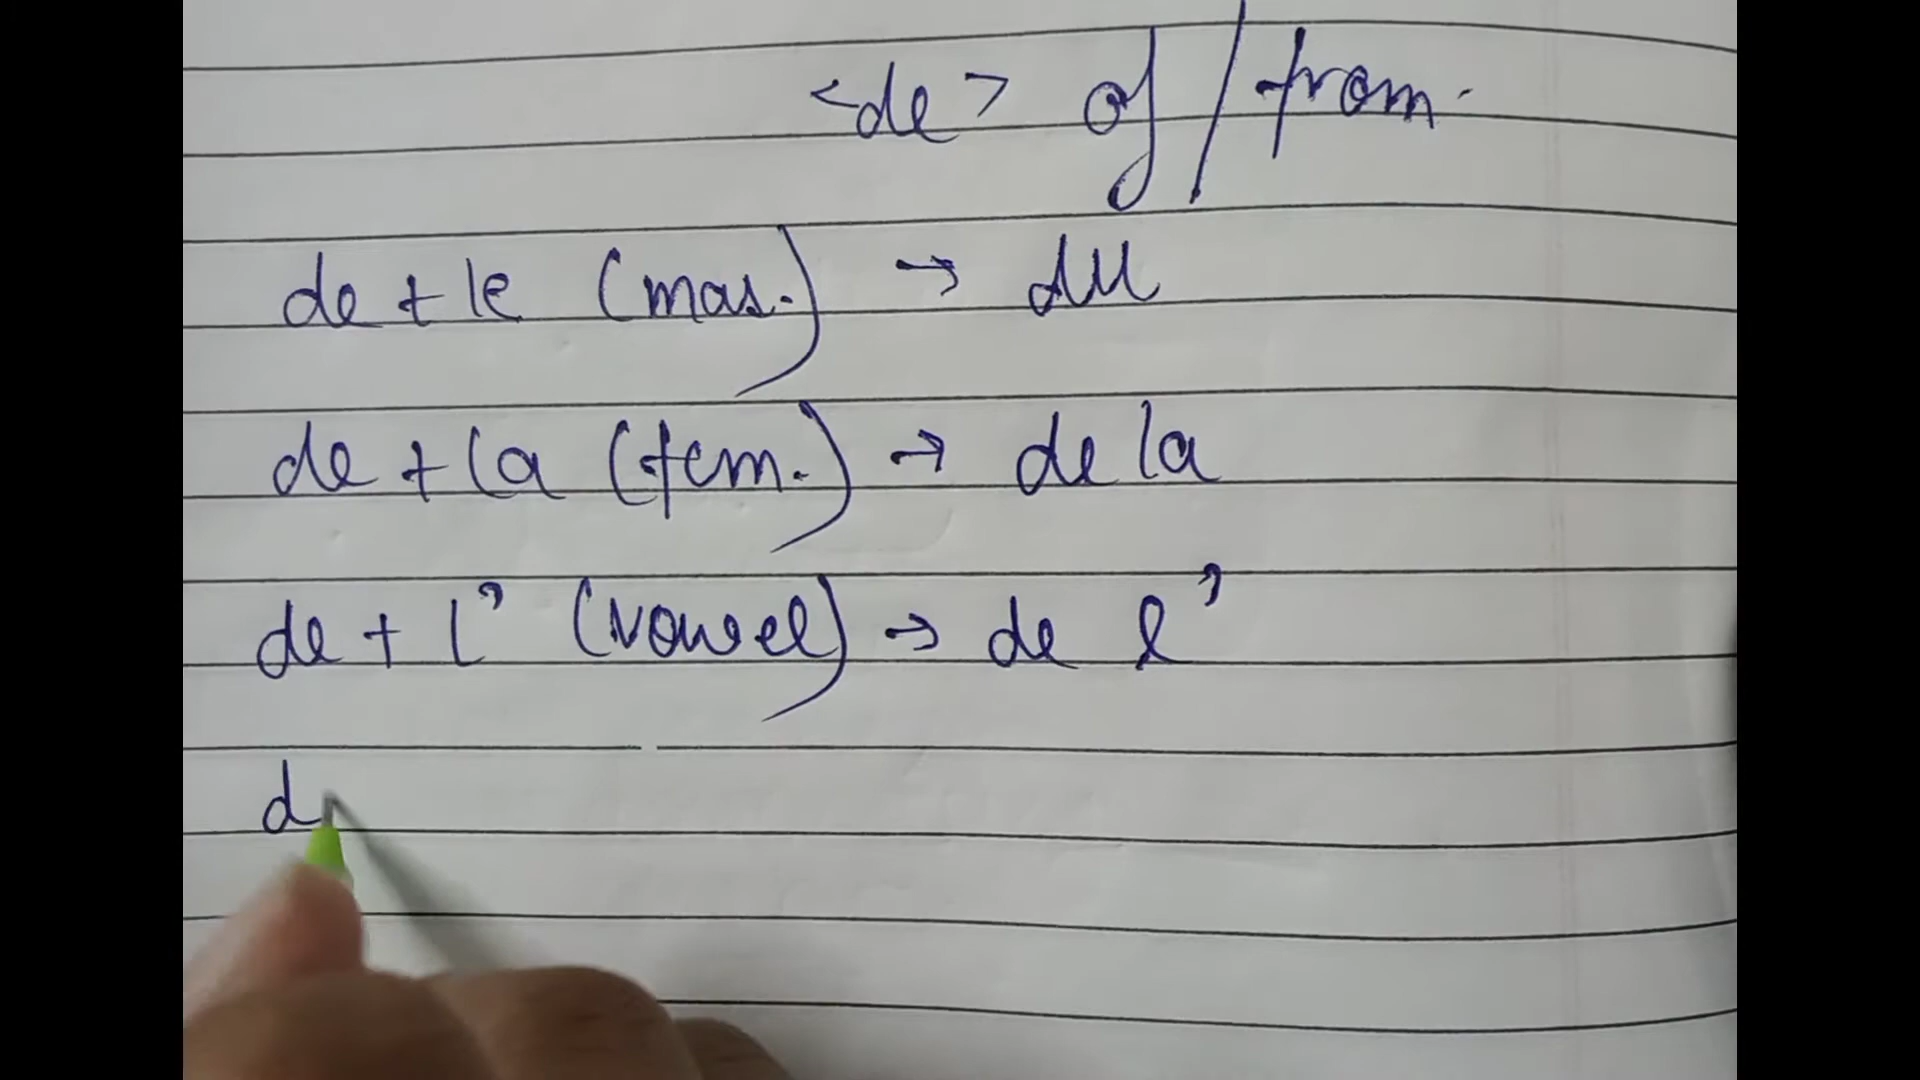 <de> of / from.
de + le (mas.) → du
de + la (fem.) → de la
de + l' (vowel) → de l'
d